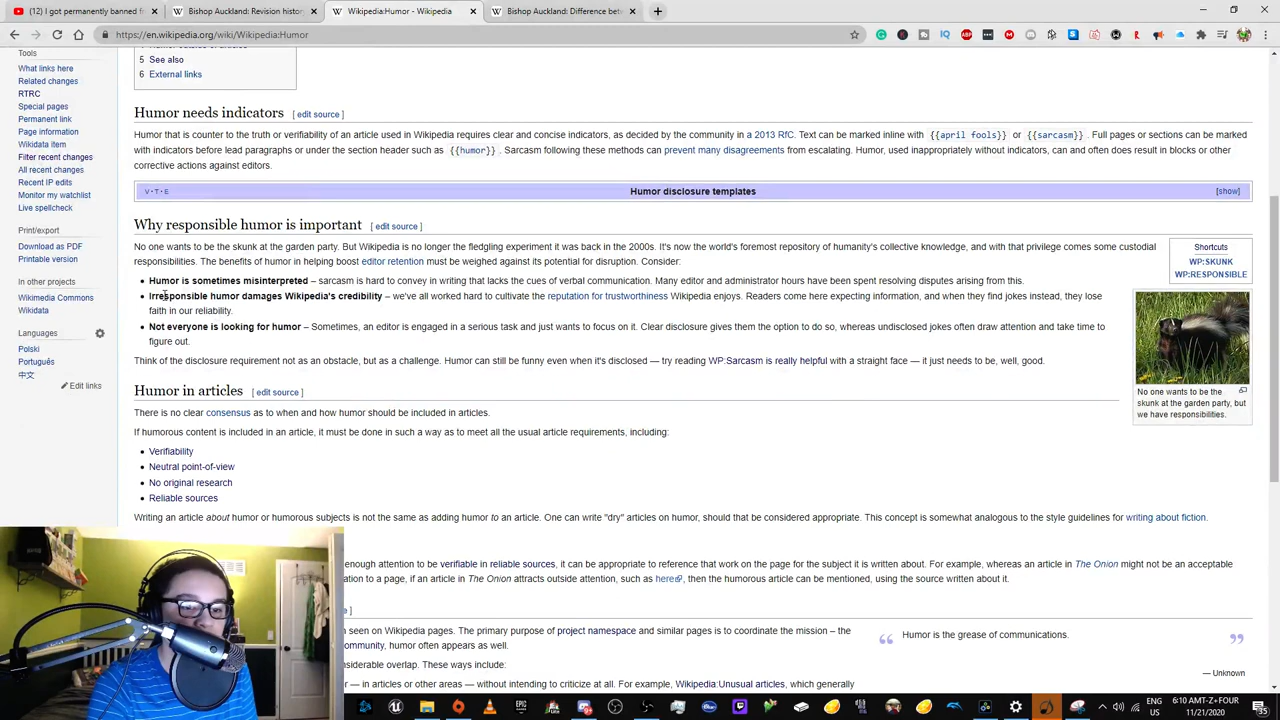 (12) I got permanently banned f
Bishop Auckland: Revision histor
Wikipedia:Humor - Wikipedia
Bishop Auckland: Difference betw
https://en.wikipedia.org/wiki/Wikipedia:Humor
5 See also
6 External links
Tools
What links here
Related changes
RTRC
Special pages
Permanent link
Page information
Wikidata item
Filter recent changes
All recent changes
Recent IP edits
Monitor my watchlist
Live spellcheck
Print/export
Download as PDF
Printable version
In other projects
Wikimedia Commons
Wikidata
Languages
Polski
Português
中文
Edit links
Humor needs indicators [ edit source ]
Humor that is counter to the truth or verifiability of an article used in Wikipedia requires clear and concise indicators, as decided by the community in a 2013 RfC. Text can be marked inline with {{april fools}} or {{sarcasm}}. Full pages or sections can be marked
with indicators before lead paragraphs or under the section header such as {{humor}}. Sarcasm following these methods can prevent many disagreements from escalating. Humor, used inappropriately without indicators, can and often does result in blocks or other
corrective actions against editors.
V·T·E Humor disclosure templates [show]
Why responsible humor is important [ edit source ]
No one wants to be the skunk at the garden party. But Wikipedia is no longer the fledgling experiment it was back in the 2000s. It's now the world's foremost repository of humanity's collective knowledge, and with that privilege comes some custodial
responsibilities. The benefits of humor in helping boost editor retention must be weighed against its potential for disruption. Consider:
• Humor is sometimes misinterpreted – sarcasm is hard to convey in writing that lacks the cues of verbal communication. Many editor and administrator hours have been spent resolving disputes arising from this.
• Irresponsible humor damages Wikipedia's credibility – we've all worked hard to cultivate the reputation for trustworthiness Wikipedia enjoys. Readers come here expecting information, and when they find jokes instead, they lose
faith in our reliability.
• Not everyone is looking for humor – Sometimes, an editor is engaged in a serious task and just wants to focus on it. Clear disclosure gives them the option to do so, whereas undisclosed jokes often draw attention and take time to
figure out.
Think of the disclosure requirement not as an obstacle, but as a challenge. Humor can still be funny even when it's disclosed — try reading WP:Sarcasm is really helpful with a straight face — it just needs to be, well, good.
Shortcuts
WP:SKUNK
WP:RESPONSIBLE
No one wants to be the
skunk at the garden party, but
we have responsibilities.
Humor in articles [ edit source ]
There is no clear consensus as to when and how humor should be included in articles.
If humorous content is included in an article, it must be done in such a way as to meet all the usual article requirements, including:
• Verifiability
• Neutral point-of-view
• No original research
• Reliable sources
Writing an article about humor or humorous subjects is not the same as adding humor to an article. One can write "dry" articles on humor, should that be considered appropriate. This concept is somewhat analogous to the style guidelines for writing about fiction.
enough attention to be verifiable in reliable sources, it can be appropriate to reference that work on the page for the subject it is written about. For example, whereas an article in The Onion might not be an acceptable
ation to a page, if an article in The Onion attracts outside attention, such as here, then the humorous article can be mentioned, using the source written about it.
]
seen on Wikipedia pages. The primary purpose of project namespace and similar pages is to coordinate the mission – the
ommunity, humor often appears as well.
nsiderable overlap. These ways include:
r — in articles or other areas — without intending to criticize at all. For example, Wikipedia:Unusual articles, which generally
“ Humor is the grease of communications. ”
— Unknown
ENG
US
6:10 AMT-Z+FOUR
11/21/2020